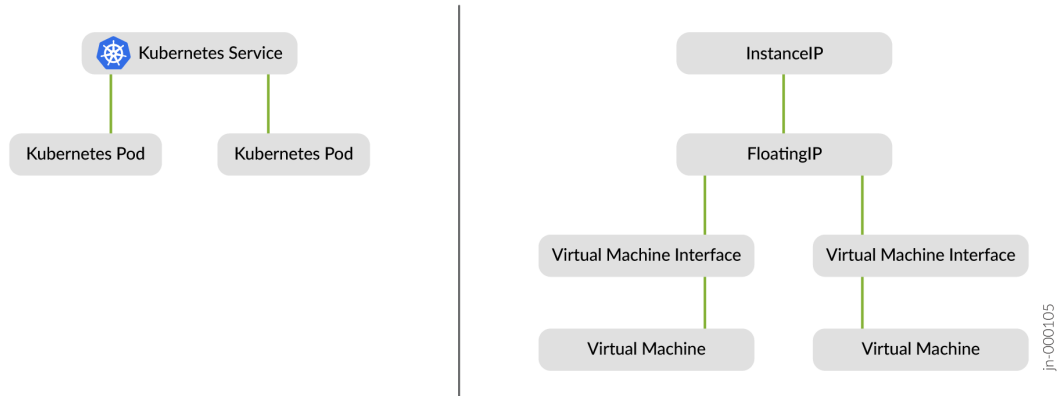 Kubernetes Service
Kubernetes Pod
Kubernetes Pod
InstanceIP
FloatingIP
Virtual Machine Interface
Virtual Machine Interface
Virtual Machine
Virtual Machine
jn-000105